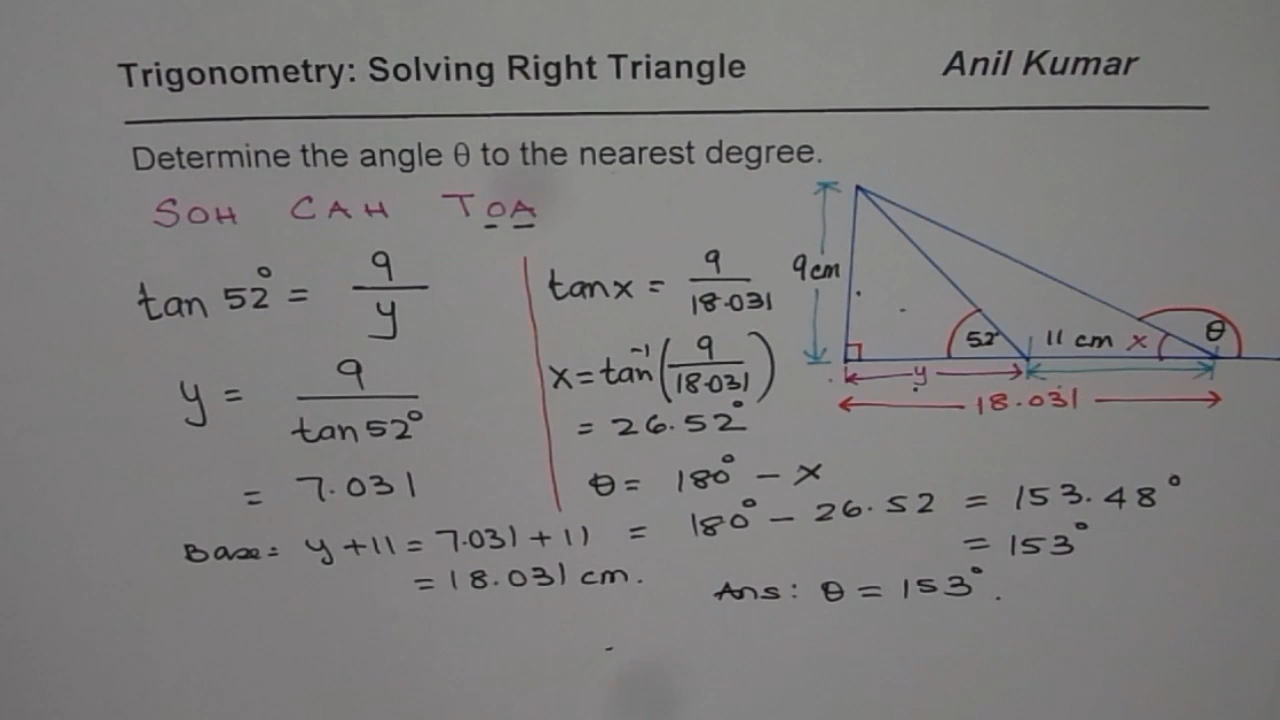 Trigonometry: Solving Right Triangle
Anil Kumar
Determine the angle θ to the nearest degree.
SOH CAH TOA
tan 52° = 9/y
y = 9/tan 52°
= 7.031
Base = y + 11 = 7.031 + 11
= 18.031 cm.
tan x = 9/18.031
x = tan⁻¹(9/18.031)
= 26.52°
θ = 180° − x
= 180° − 26.52 = 153.48°
= 153°
Ans: θ = 153°.
9cm
52°
11 cm
x
θ
y
18.031